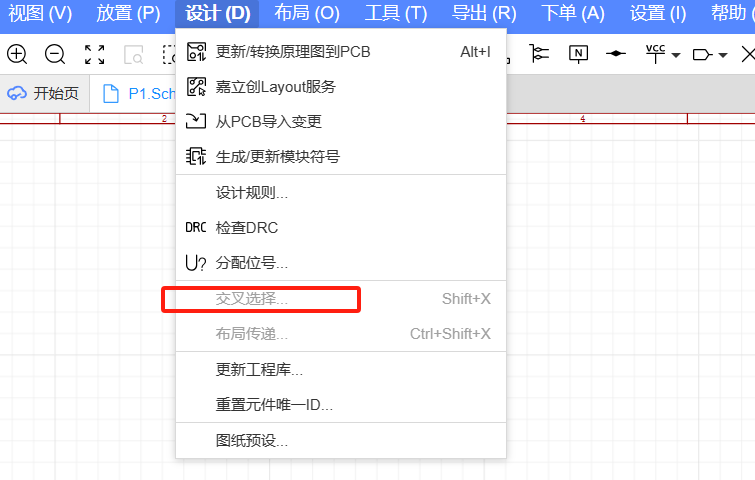 视图 (V) 放置 (P) 设计 (D) 布局 (O) 工具 (T) 导出 (R) 下单 (A) 设置 (I) 帮助
N VCC
开始页 P1.Sch
2 4
更新/转换原理图到PCB Alt+I
嘉立创Layout服务
从PCB导入变更
生成/更新模块符号
设计规则...
DRC 检查DRC
U? 分配位号...
交叉选择... Shift+X
布局传递... Ctrl+Shift+X
更新工程库...
重置元件唯一ID...
图纸预设...